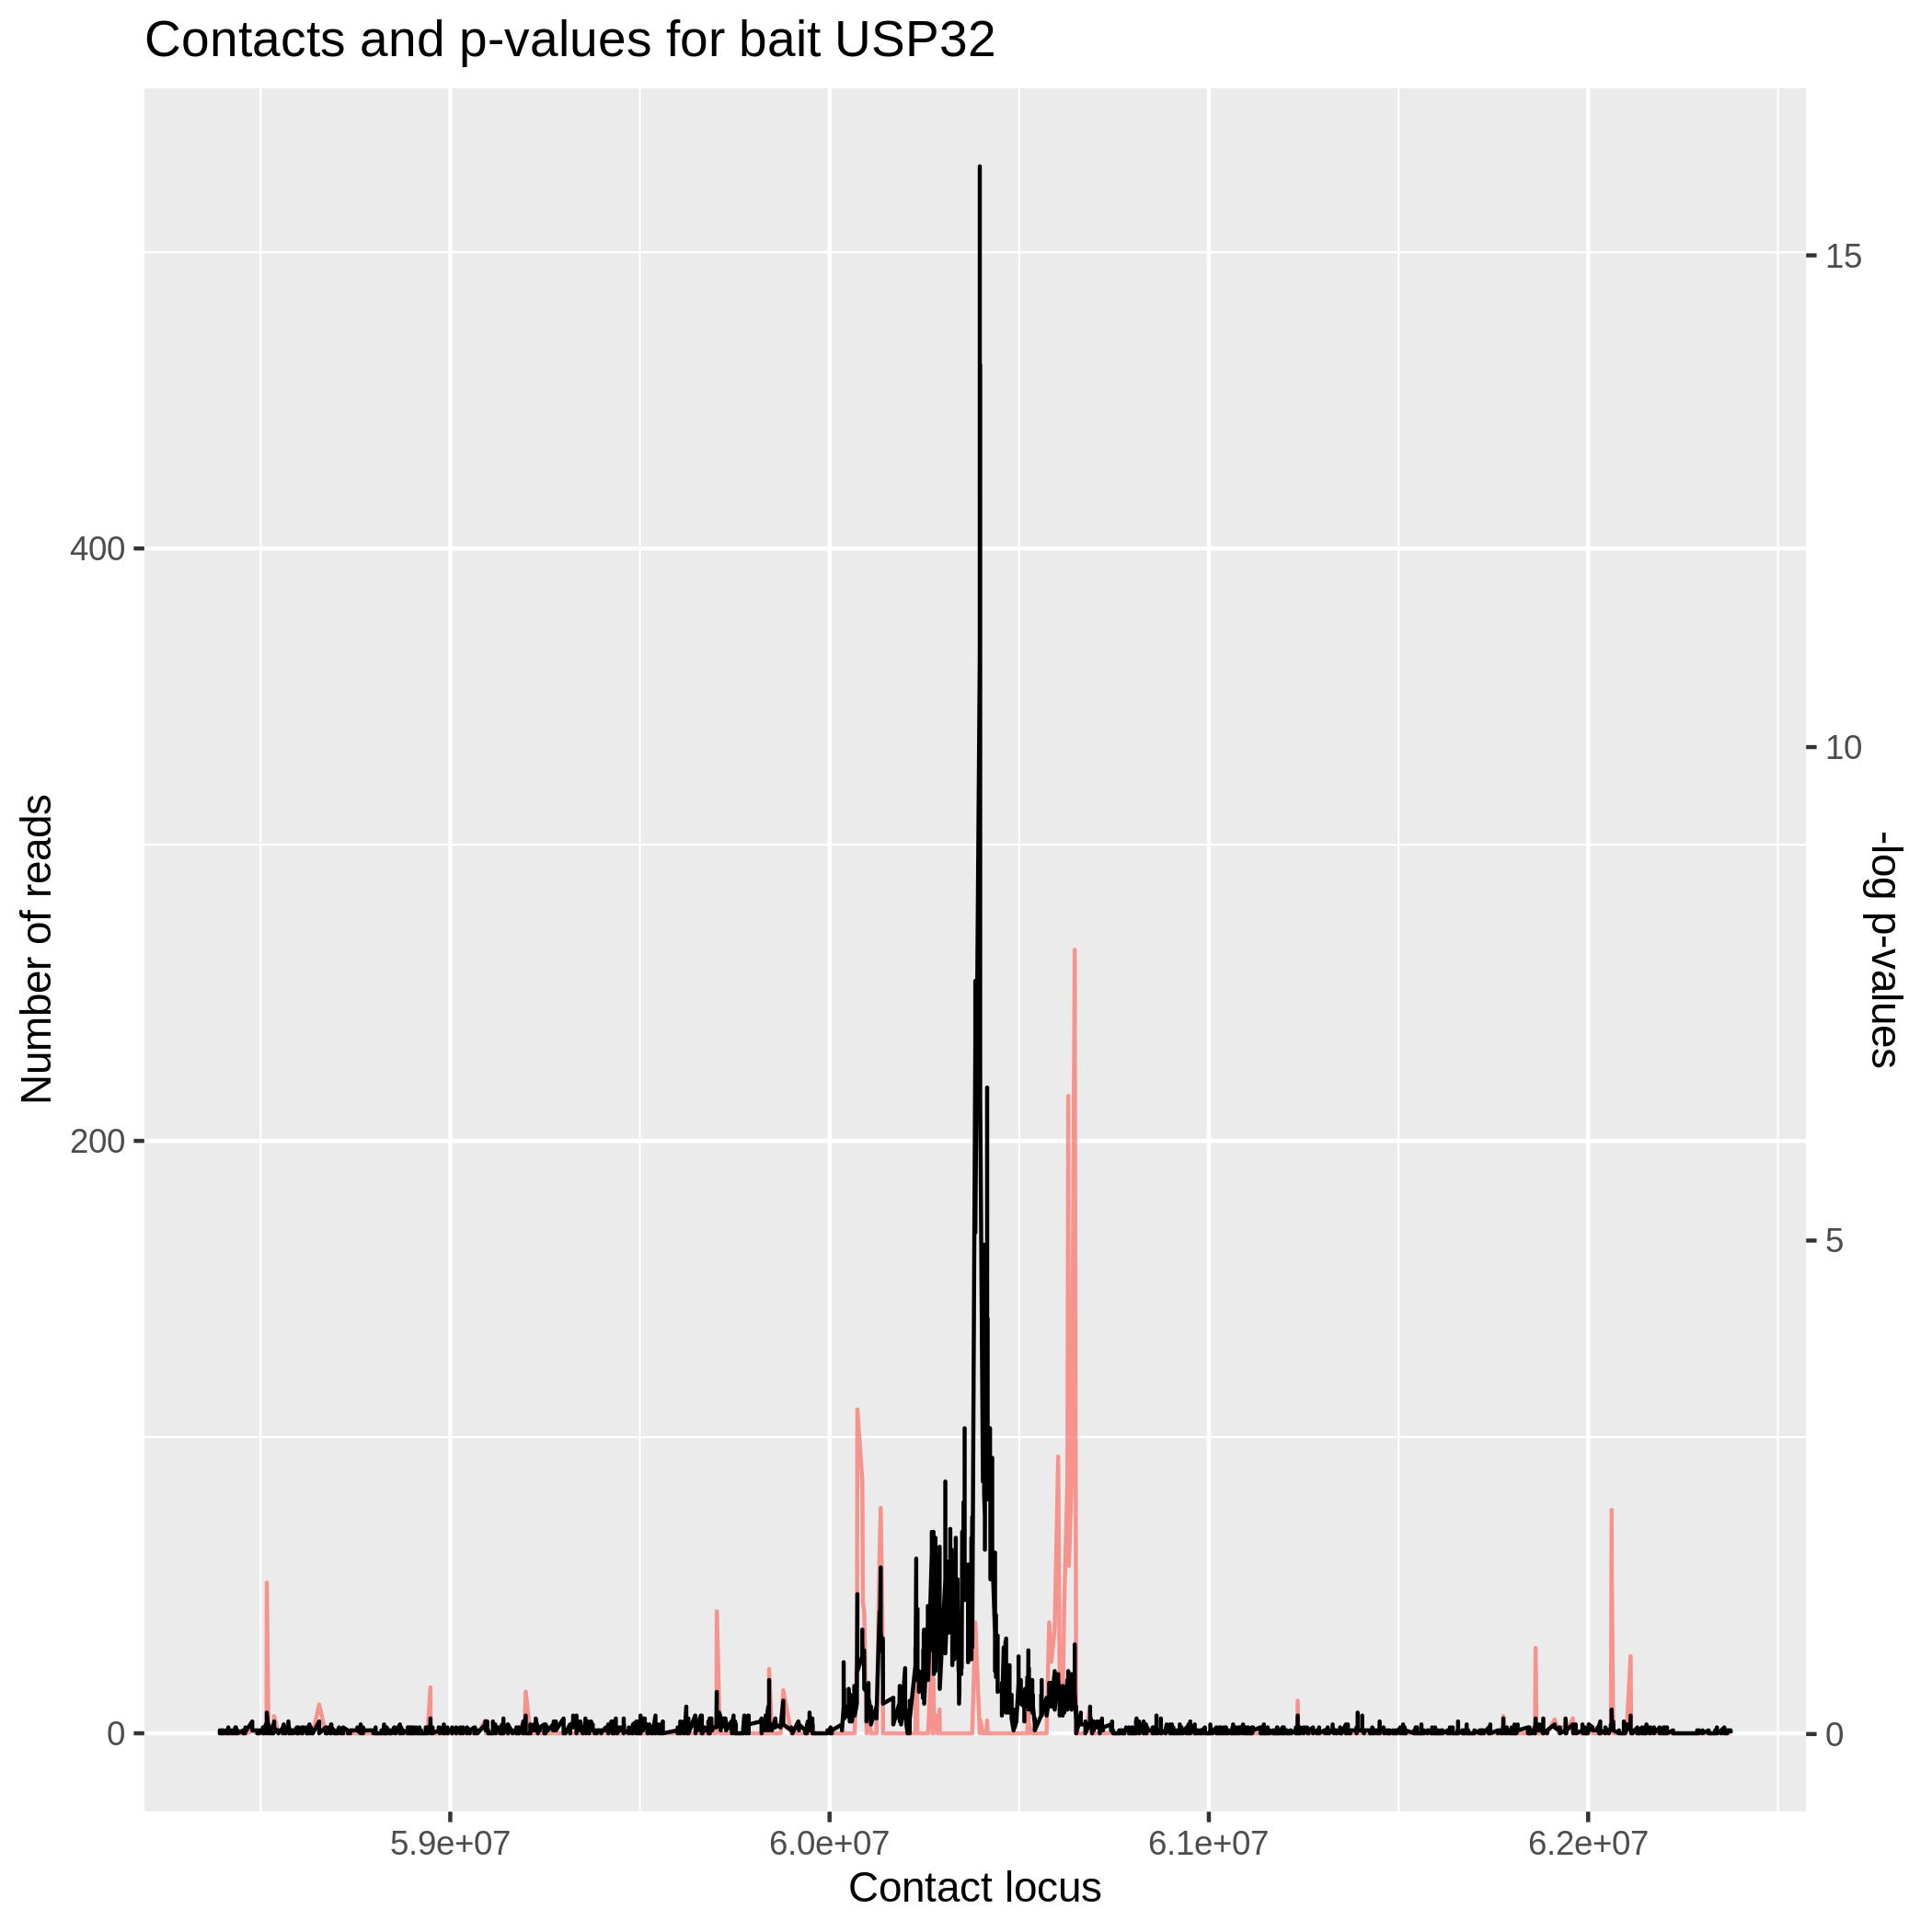 Contacts and p-values for bait USP32
Number of reads
400
200
0
15
10
5
0
-log p-values
5.9e+07
6.0e+07
6.1e+07
6.2e+07
Contact locus